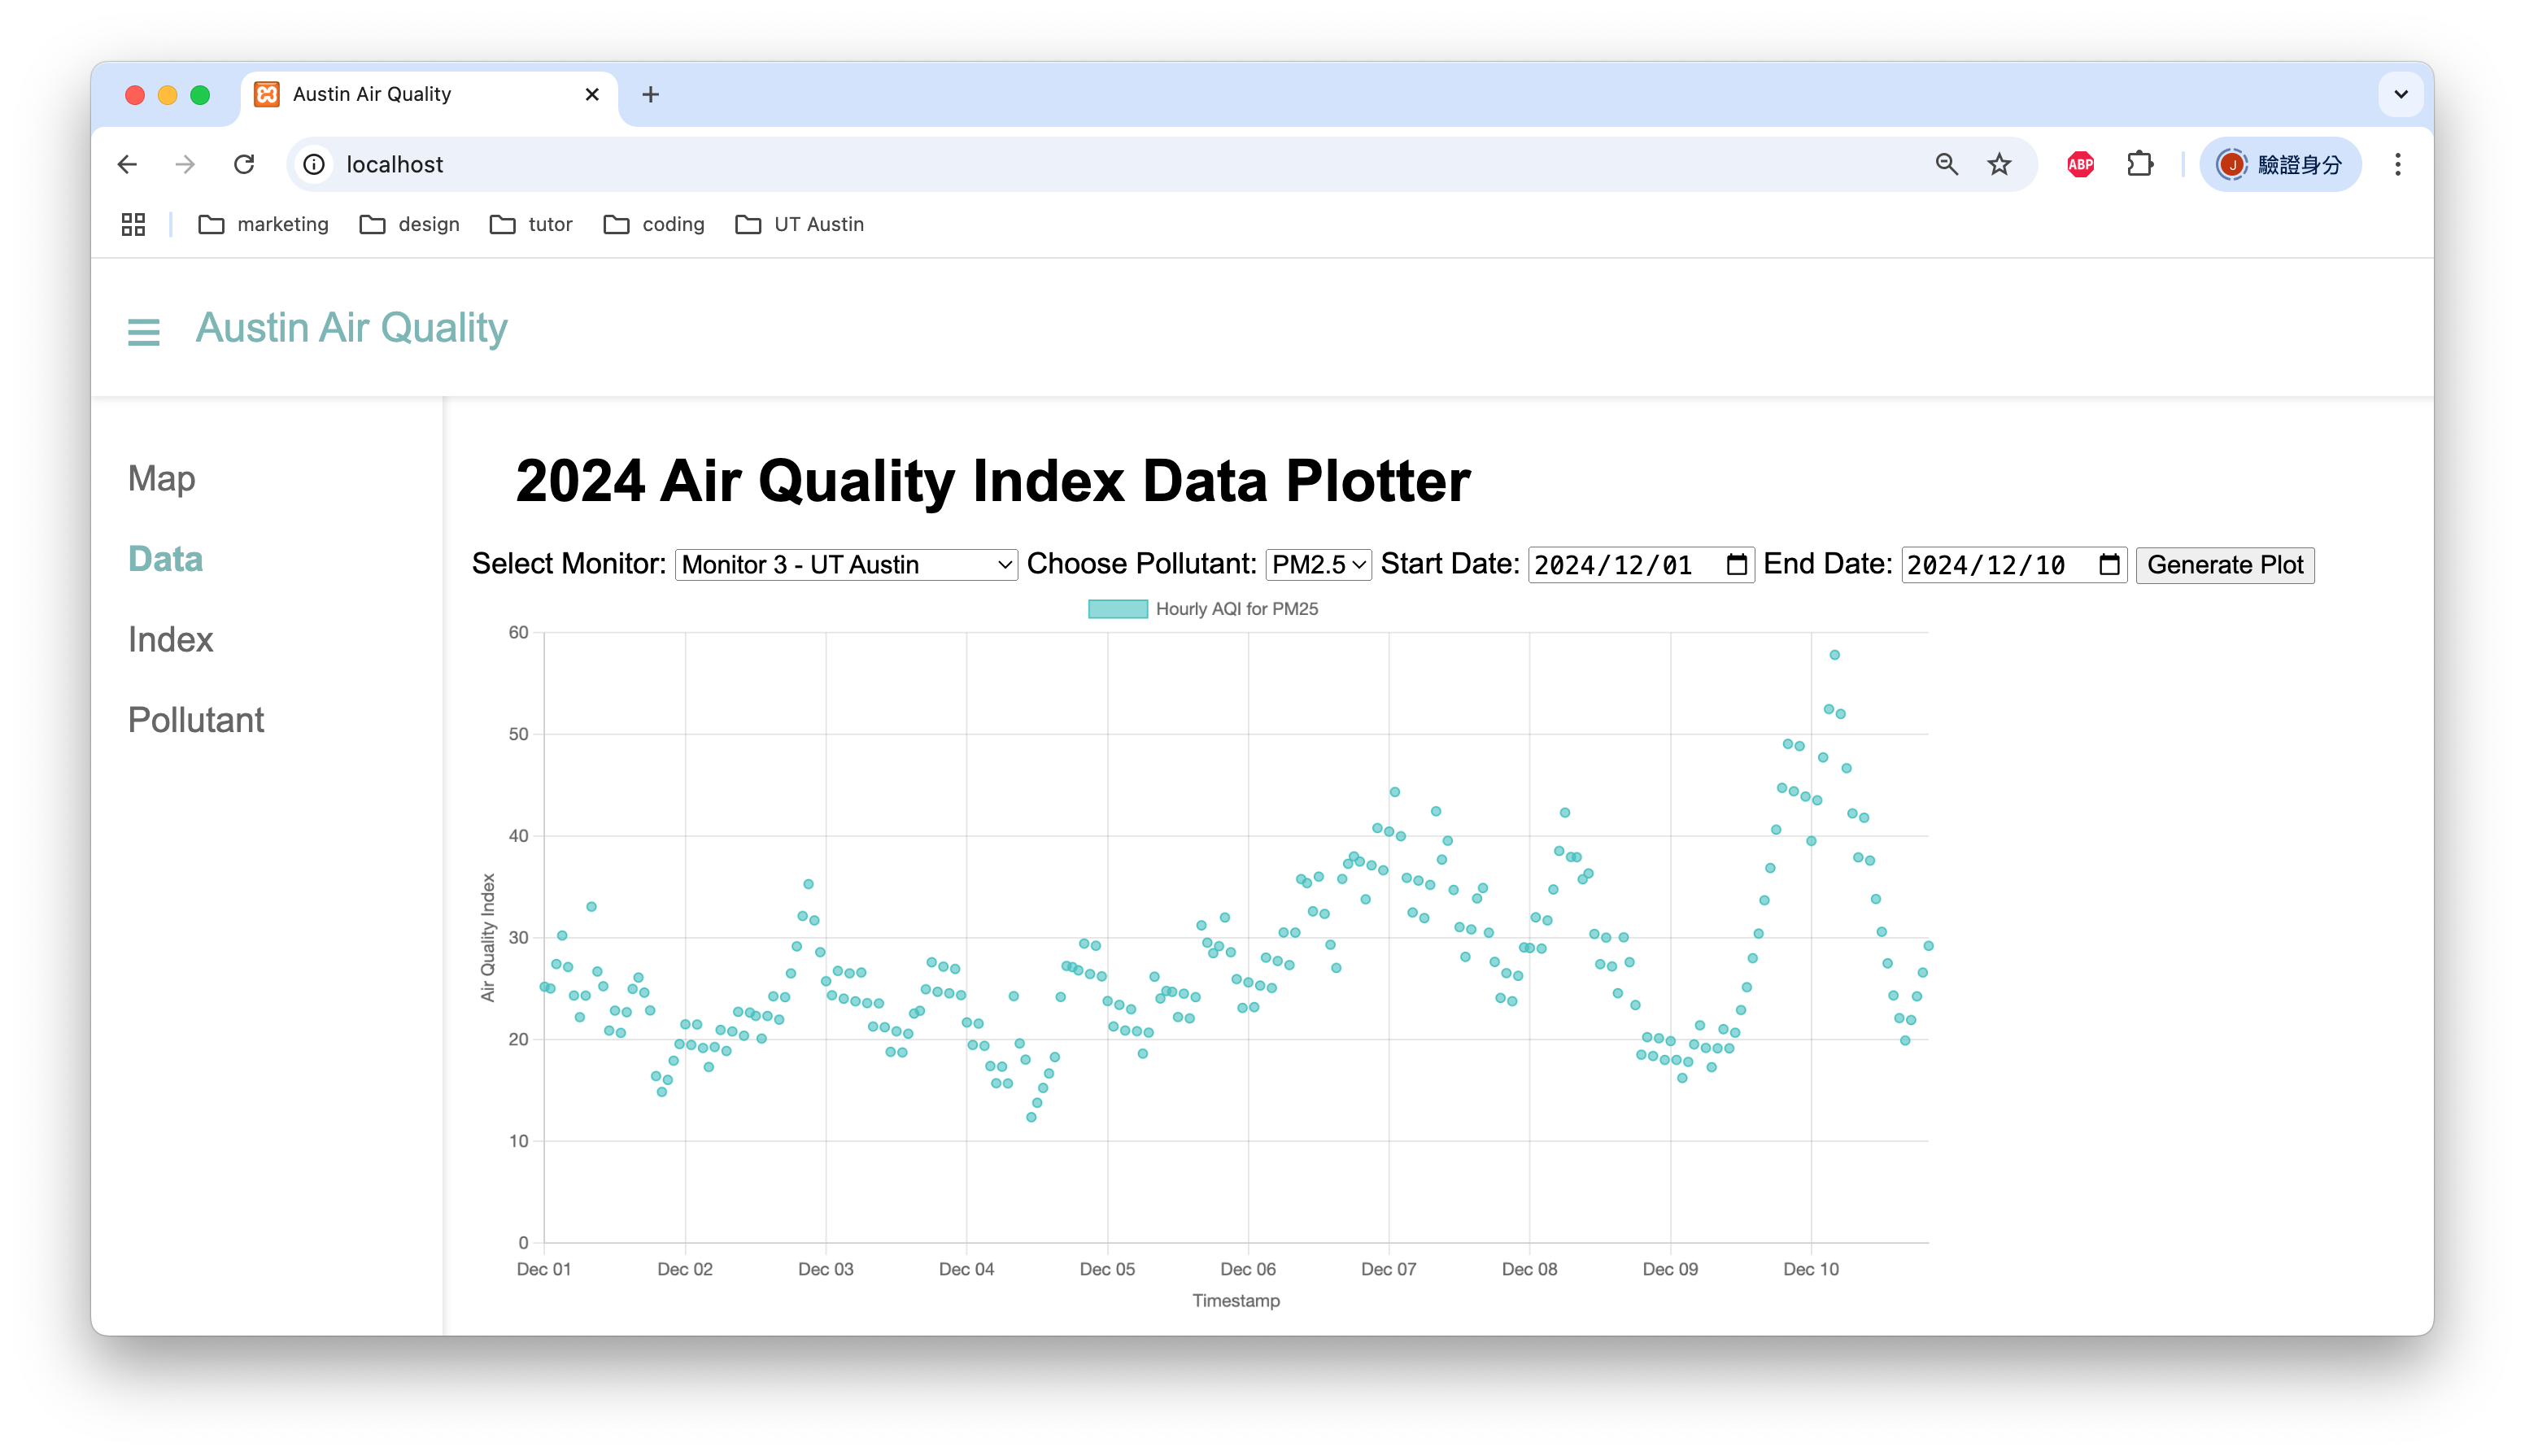 Austin Air Quality
localhost
ABP
J 驗證身分
marketing design tutor coding UT Austin
Austin Air Quality
Map
Data
Index
Pollutant
2024 Air Quality Index Data Plotter
Select Monitor: Monitor 3 - UT Austin Choose Pollutant: PM2.5 Start Date: 2024/12/01 End Date: 2024/12/10 Generate Plot
Hourly AQI for PM25
60
50
40
30
20
10
0
Air Quality Index
Dec 01 Dec 02 Dec 03 Dec 04 Dec 05 Dec 06 Dec 07 Dec 08 Dec 09 Dec 10
Timestamp